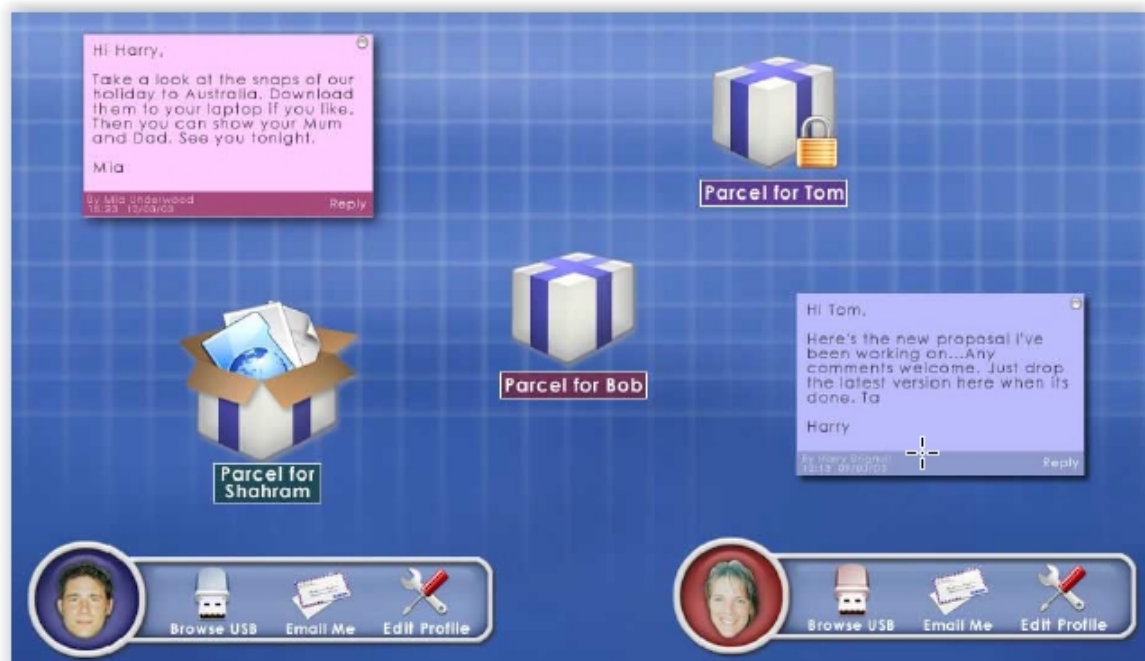 Hi Harry,
Take a look at the snaps of our
holiday to Australia. Download
them to your laptop if you like.
Then you can show your Mum
and Dad. See you tonight.
Mia
By Mia Underwood
Reply
Parcel for Tom
Parcel for Bob
Hi Tom,
Here's the new proposal I've
been working on...Any
comments welcome. Just drop
the latest version here when its
done. Ta
Harry
By Harry
Reply
Parcel for
Shahram
Browse USB
Email Me
Edit Profile
Browse USB
Email Me
Edit Profile